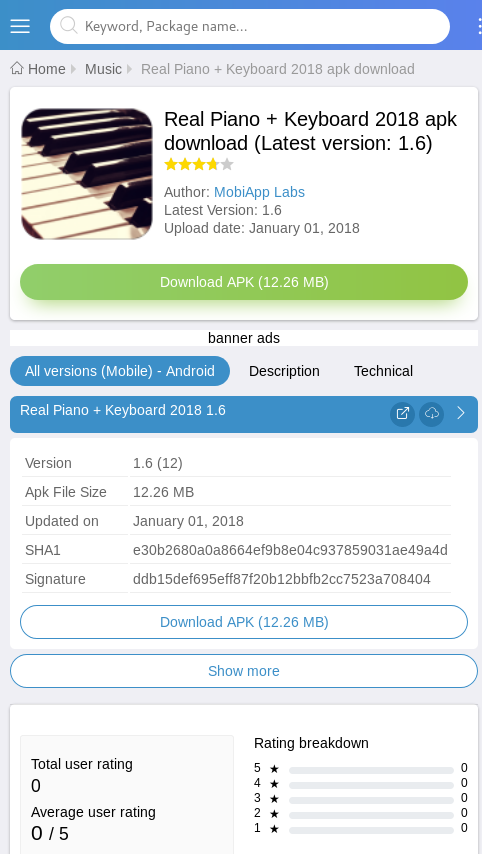 Keyword, Package name...
Home Music Real Piano + Keyboard 2018 apk download
Real Piano + Keyboard 2018 apk
download (Latest version: 1.6)
Author: MobiApp Labs
Latest Version: 1.6
Upload date: January 01, 2018
Download APK (12.26 MB)
banner ads
All versions (Mobile) - Android Description Technical
Real Piano + Keyboard 2018 1.6
Version 1.6 (12)
Apk File Size 12.26 MB
Updated on January 01, 2018
SHA1 e30b2680a0a8664ef9b8e04c937859031ae49a4d
Signature ddb15def695eff87f20b12bbfb2cc7523a708404
Download APK (12.26 MB)
Show more
Total user rating
0
Average user rating
0 / 5
Rating breakdown
5 ★ 0
4 ★ 0
3 ★ 0
2 ★ 0
1 ★ 0